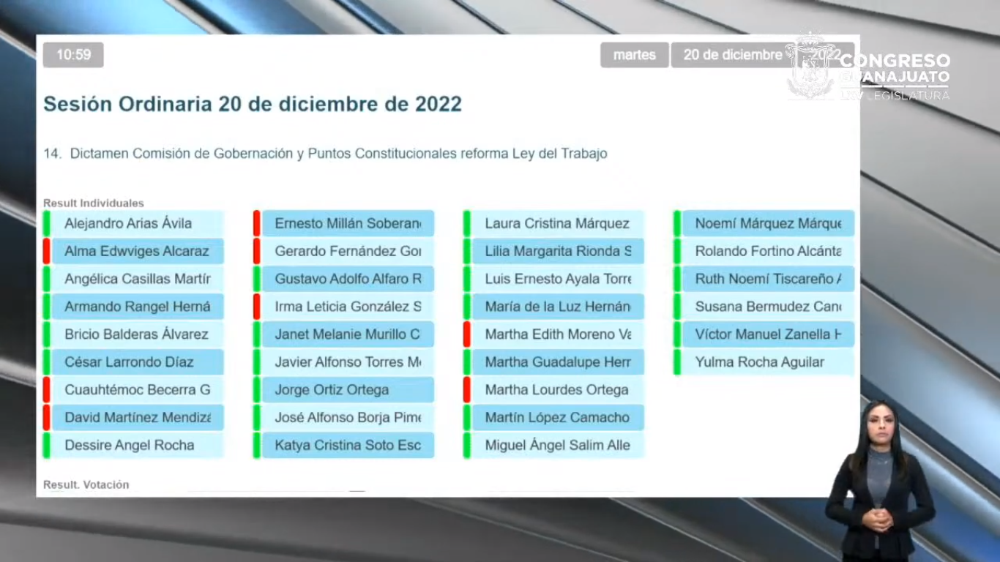 10:59
martes 20 de diciembre 2022
CONGRESO
GUANAJUATO
LXV LEGISLATURA
Sesión Ordinaria 20 de diciembre de 2022
14. Dictamen Comisión de Gobernación y Puntos Constitucionales reforma Ley del Trabajo
Result Individuales
Alejandro Arias Ávila
Alma Edwviges Alcaraz
Angélica Casillas Martín
Armando Rangel Herná
Bricio Balderas Álvarez
César Larrondo Díaz
Cuauhtémoc Becerra G
David Martínez Mendizá
Dessire Angel Rocha
Ernesto Millán Soberan
Gerardo Fernández Gon
Gustavo Adolfo Alfaro R
Irma Leticia González S
Janet Melanie Murillo C
Javier Alfonso Torres M
Jorge Ortiz Ortega
José Alfonso Borja Pime
Katya Cristina Soto Esc
Laura Cristina Márquez
Lilia Margarita Rionda S
Luis Ernesto Ayala Torre
María de la Luz Hernán
Martha Edith Moreno Va
Martha Guadalupe Herr
Martha Lourdes Ortega
Martín López Camacho
Miguel Ángel Salim Alle
Noemí Márquez Márque
Rolando Fortino Alcánta
Ruth Noemí Tiscareño A
Susana Bermudez Can
Víctor Manuel Zanella H
Yulma Rocha Aguilar
Result. Votación